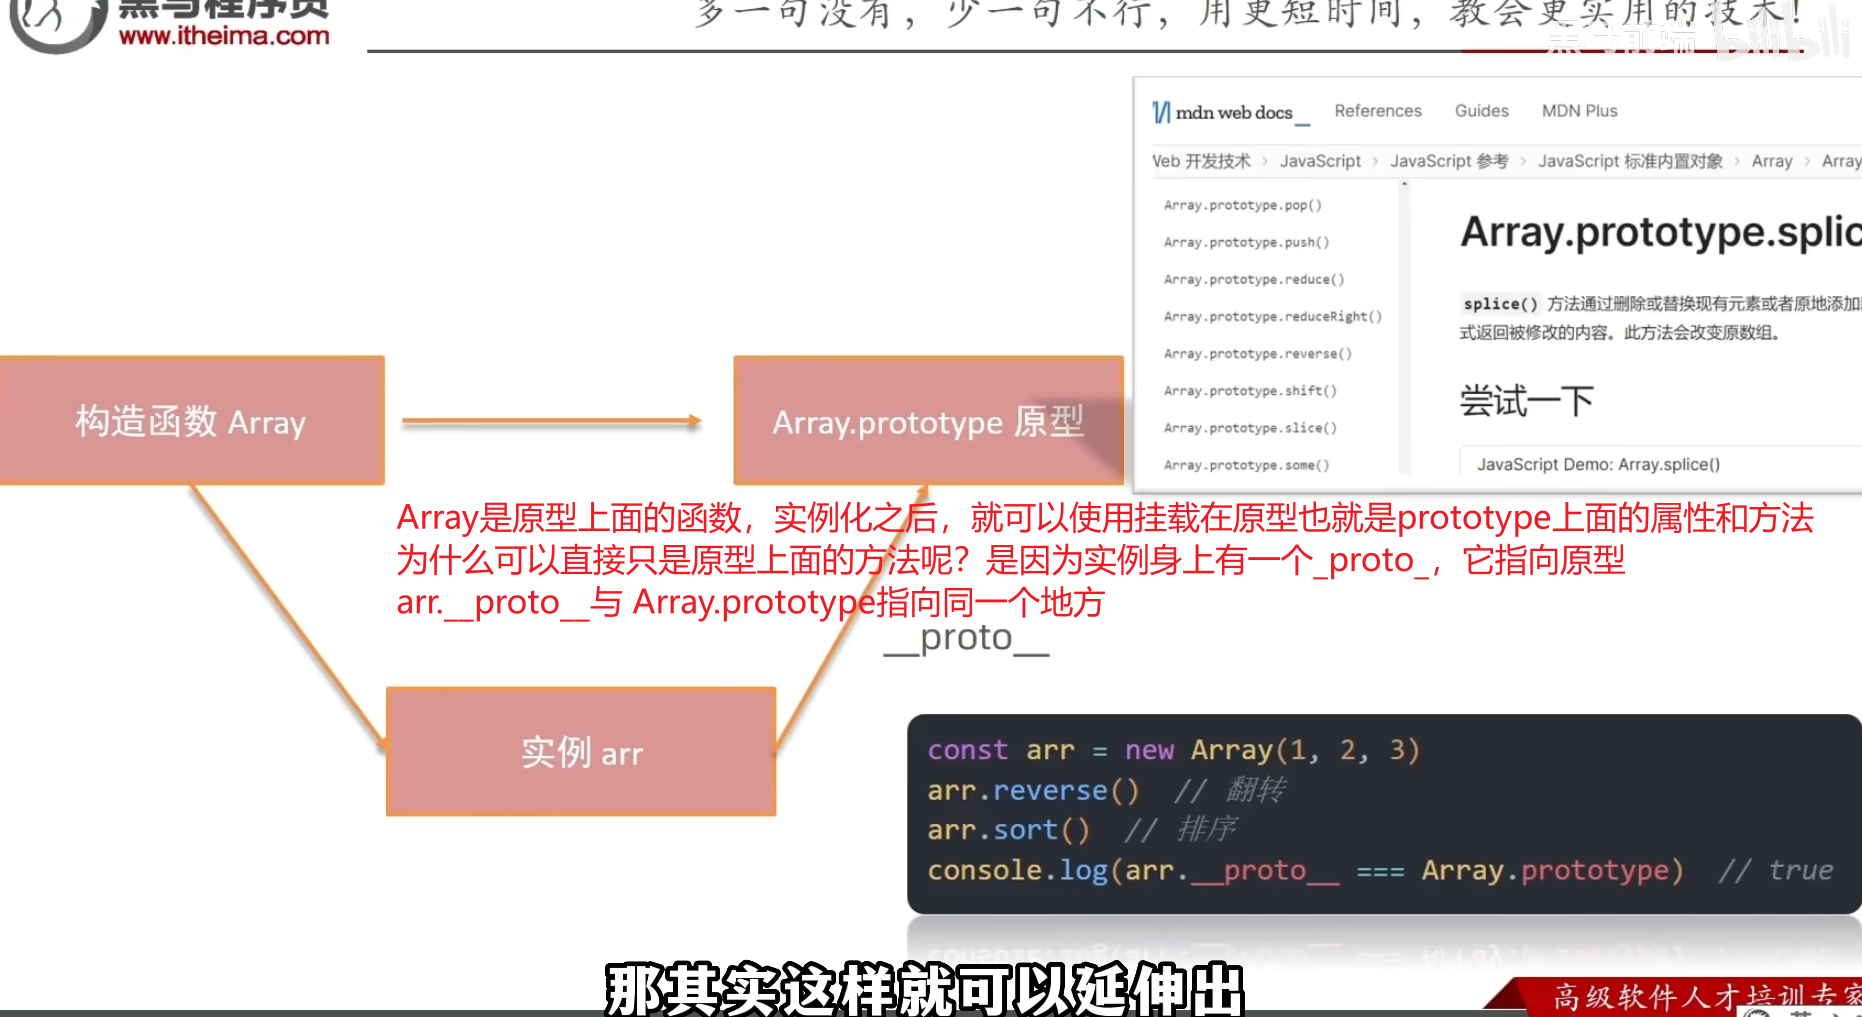 黑马程序员
www.itheima.com
多一句没有，少一句不行，用更短时间，教会更实用的技术！
黑马前端 bilibili
mdn web docs_ References Guides MDN Plus
Web 开发技术 > JavaScript > JavaScript 参考 > JavaScript 标准内置对象 > Array > Array
Array.prototype.pop()
Array.prototype.push()
Array.prototype.reduce()
Array.prototype.reduceRight()
Array.prototype.reverse()
Array.prototype.shift()
Array.prototype.slice()
Array.prototype.some()
Array.prototype.splic
splice() 方法通过删除或替换现有元素或者原地添加
式返回被修改的内容。此方法会改变原数组。
尝试一下
JavaScript Demo: Array.splice()
构造函数 Array
Array.prototype 原型
Array是原型上面的函数，实例化之后，就可以使用挂载在原型也就是prototype上面的属性和方法
为什么可以直接只是原型上面的方法呢？是因为实例身上有一个_proto_，它指向原型
arr.__proto__与 Array.prototype指向同一个地方
__proto__
实例 arr
const arr = new Array(1, 2, 3)
arr.reverse() // 翻转
arr.sort() // 排序
console.log(arr.__proto__ === Array.prototype) // true
那其实这样就可以延伸出
高级软件人才培训专家